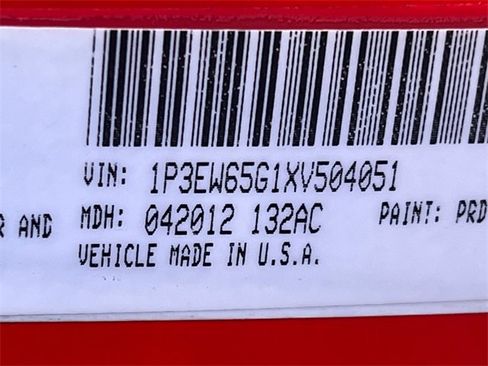 VIN: 1P3EW65G1XV504051
R AND MDH: 042012 132AC PAINT: PRD
VEHICLE MADE IN U.S.A.